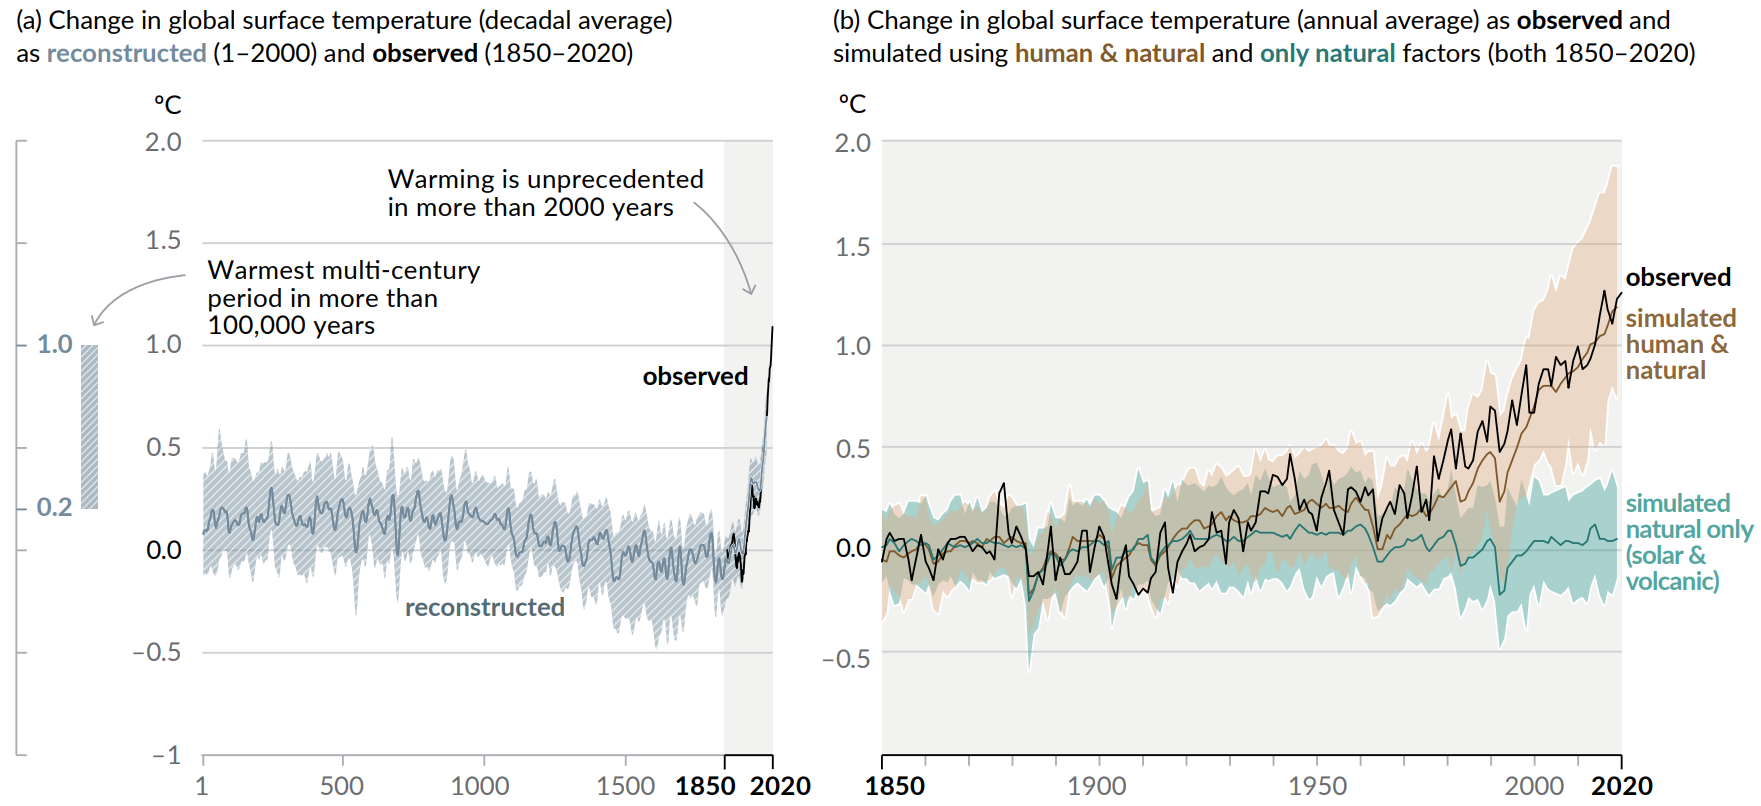 (a) Change in global surface temperature (decadal average)
as reconstructed (1–2000) and observed (1850–2020)
ºC
2.0
1.5
1.0
0.5
0.0
–0.5
–1
1.0
0.2
Warming is unprecedented
in more than 2000 years
Warmest multi-century
period in more than
100,000 years
observed
reconstructed
1
500
1000
1500
1850
2020
(b) Change in global surface temperature (annual average) as observed and
simulated using human & natural and only natural factors (both 1850–2020)
ºC
2.0
1.5
1.0
0.5
0.0
–0.5
observed
simulated
human &
natural
simulated
natural only
(solar &
volcanic)
1850
1900
1950
2000
2020